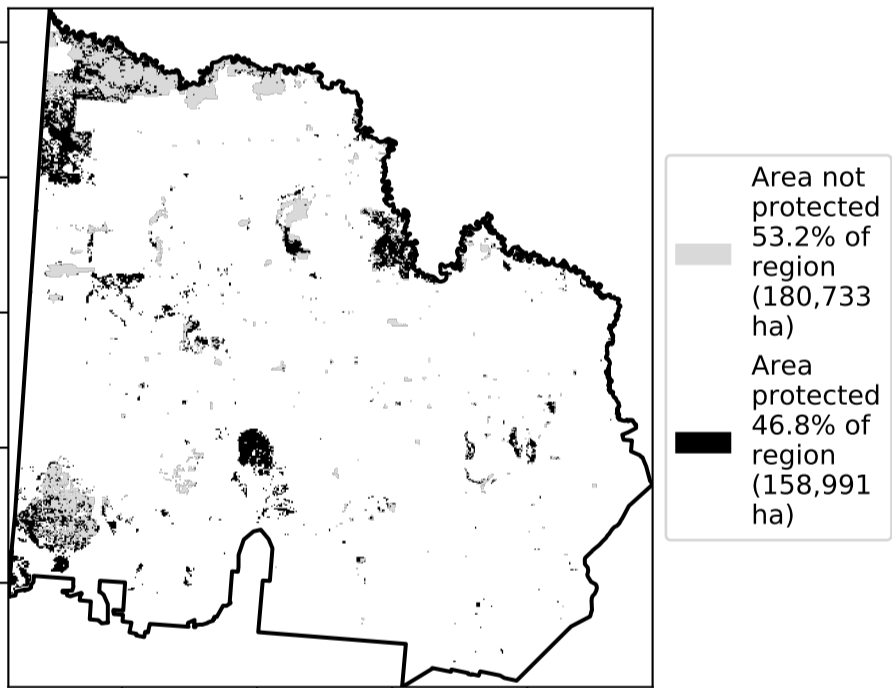 Area not
protected
53.2% of
region
(180,733
ha)
Area
protected
46.8% of
region
(158,991
ha)